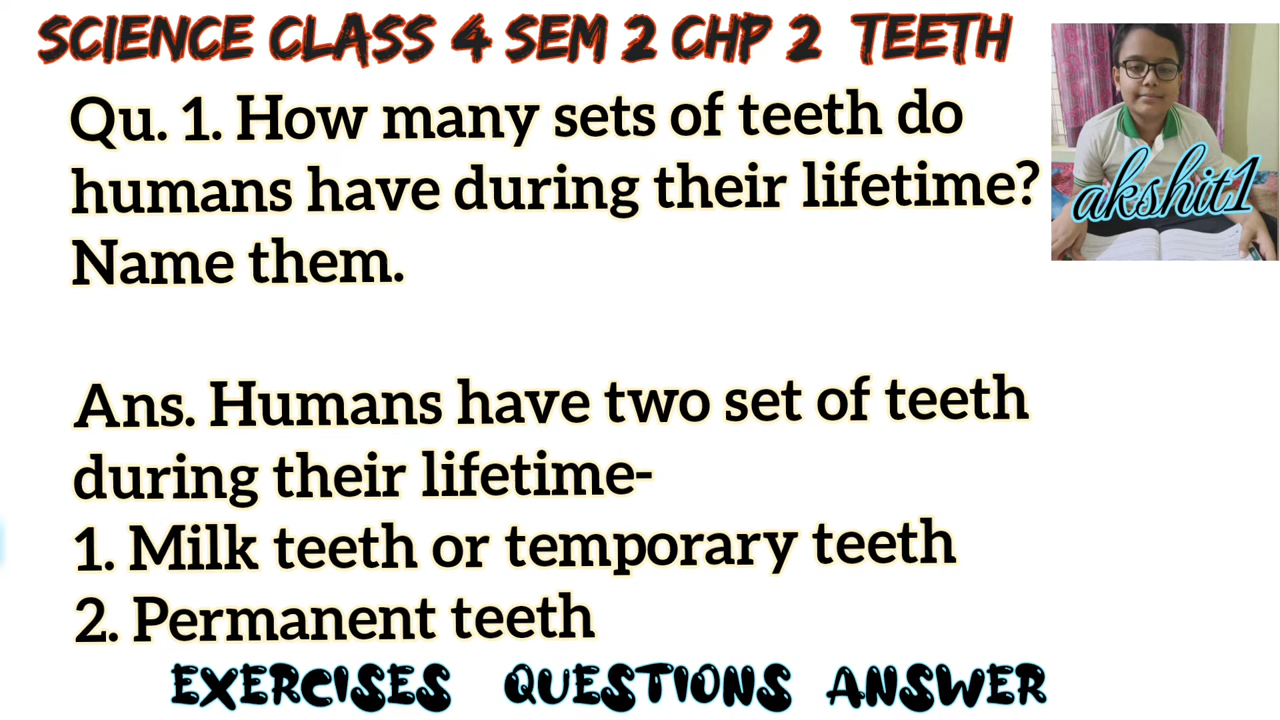 SCIENCE CLASS 4 SEM 2 CHP 2 TEETH
Qu. 1. How many sets of teeth do
humans have during their lifetime?
Name them.
akshit1
Ans. Humans have two set of teeth
during their lifetime-
1. Milk teeth or temporary teeth
2. Permanent teeth
EXERCISES QUESTIONS ANSWER